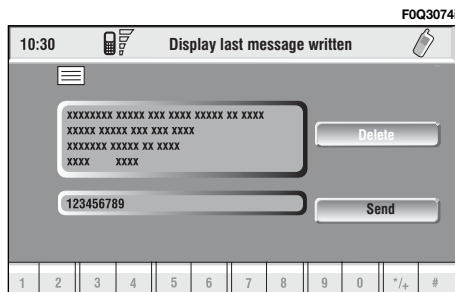 F0Q3074i
10:30 Display last message written
xxxxxxxx xxxxx xxx xxxx xxxxx xx xxxx
xxxxx xxxxx xxx xxx xxxx
xxxxxxx xxxxx xx xxxx
xxxx xxxx
Delete
123456789
Send
1 2 3 4 5 6 7 8 9 0 */+ #